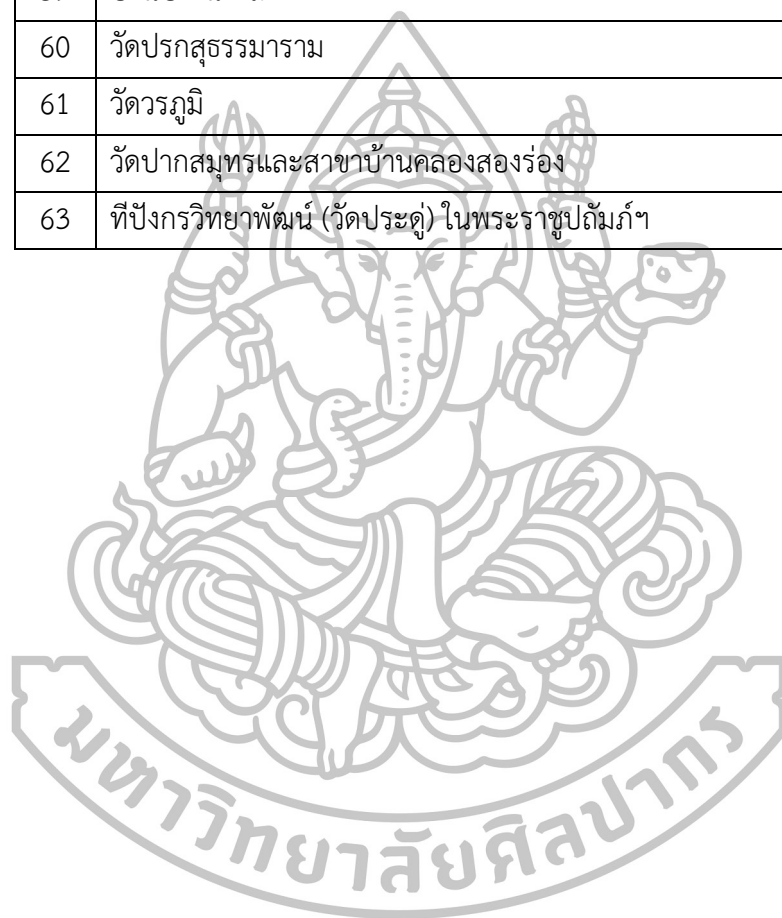 60 วัดปรกสุธรรมาราม
61 วัดวรภูมิ
62 วัดปากสมุทรและสาขาบ้านคลองสองร่อง
63 ทีปังกรวิทยาพัฒน์ (วัดประดู่) ในพระราชูปถัมภ์ฯ
มหาวิทยาลัยศิลปากร